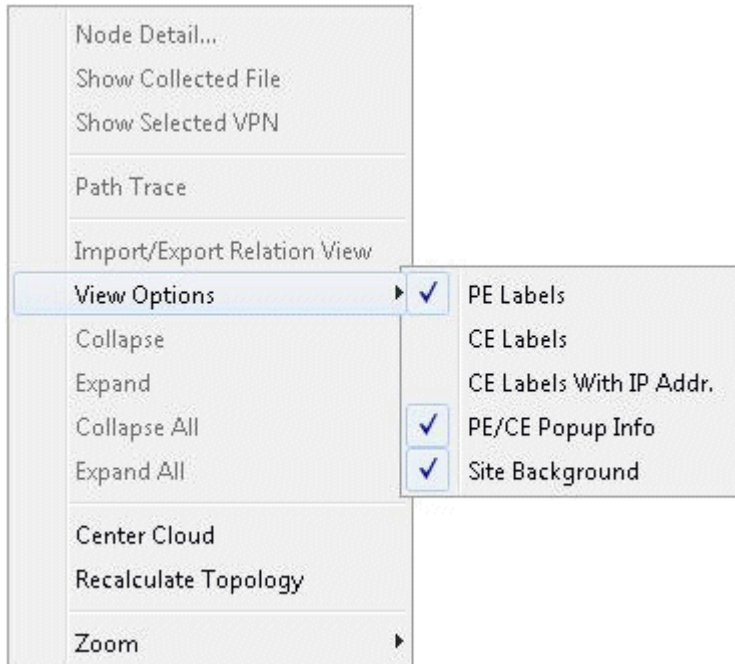 Node Detail...
Show Collected File
Show Selected VPN
Path Trace
Import/Export Relation View
View Options
Collapse
Expand
Collapse All
Expand All
Center Cloud
Recalculate Topology
Zoom
PE Labels
CE Labels
CE Labels With IP Addr.
PE/CE Popup Info
Site Background